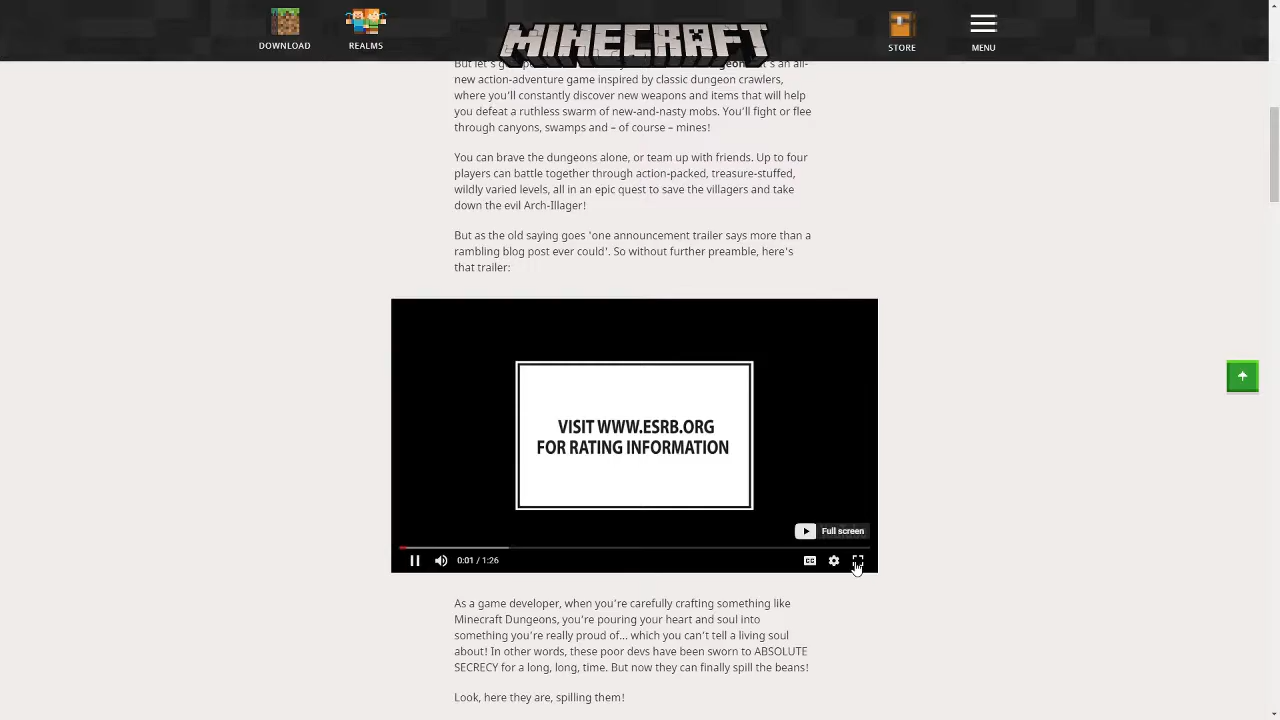 DOWNLOAD
REALMS
MINECRAFT
STORE
MENU
But let's
an all-
new action-adventure game inspired by classic dungeon crawlers,
where you'll constantly discover new weapons and items that will help
you defeat a ruthless swarm of new-and-nasty mobs. You'll fight or flee
through canyons, swamps and – of course – mines!
You can brave the dungeons alone, or team up with friends. Up to four
players can battle together through action-packed, treasure-stuffed,
wildly varied levels, all in an epic quest to save the villagers and take
down the evil Arch-Illager!
But as the old saying goes 'one announcement trailer says more than a
rambling blog post ever could'. So without further preamble, here's
that trailer:
VISIT WWW.ESRB.ORG
FOR RATING INFORMATION
Full screen
0:01 / 1:26
CC
As a game developer, when you're carefully crafting something like
Minecraft Dungeons, you're pouring your heart and soul into
something you're really proud of... which you can't tell a living soul
about! In other words, these poor devs have been sworn to ABSOLUTE
SECRECY for a long, long, time. But now they can finally spill the beans!
Look, here they are, spilling them!